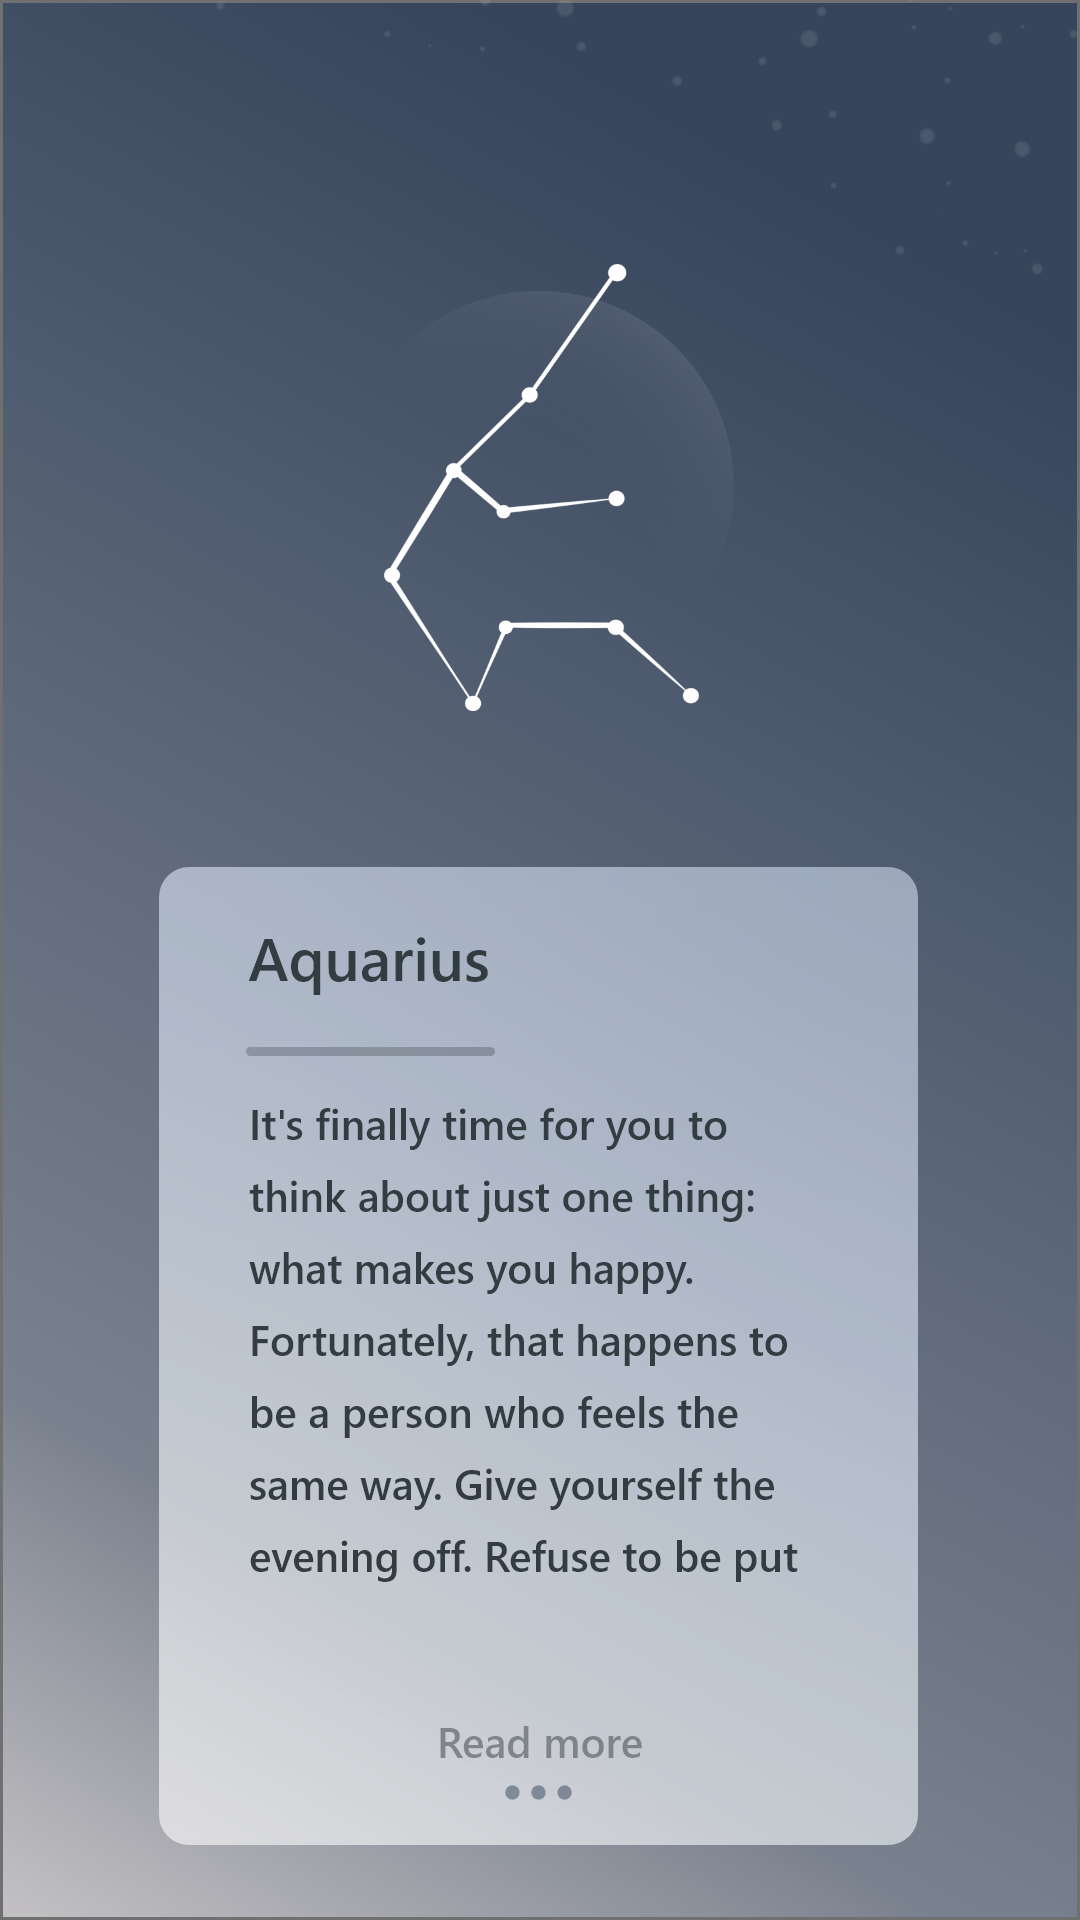 Aquarius
It's finally time for you to
think about just one thing:
what makes you happy.
Fortunately, that happens to
be a person who feels the
same way. Give yourself the
evening off. Refuse to be put
Read more